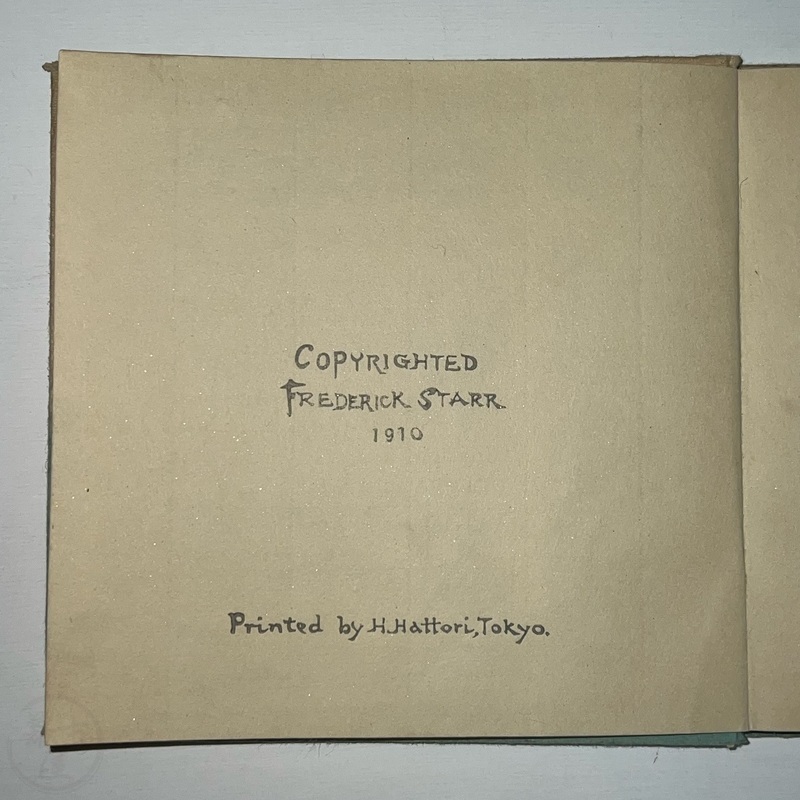 COPYRIGHTED
FREDERICK STARR
1910
Printed by H. Hattori, Tokyo.